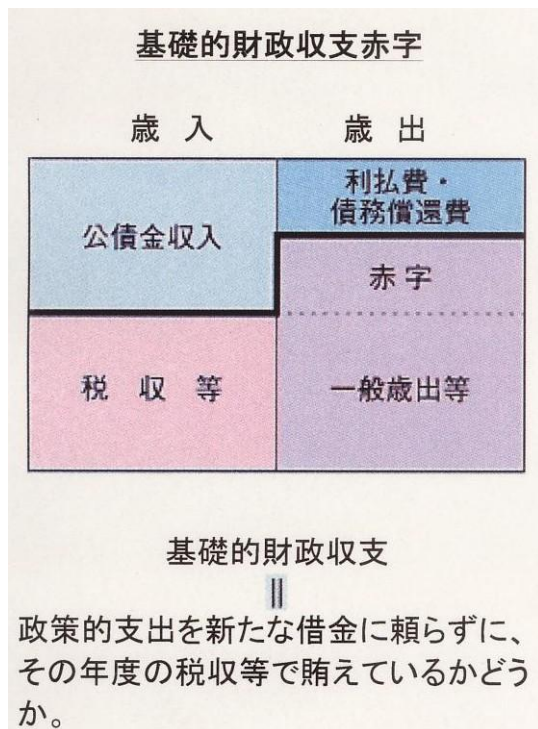 基礎的財政収支赤字
歳入 歳出
公債金収入
利払費・
債務償還費
赤字
税収等
一般歳出等
基礎的財政収支
||
政策的支出を新たな借金に頼らずに、
その年度の税収等で賄えているかどう
か。